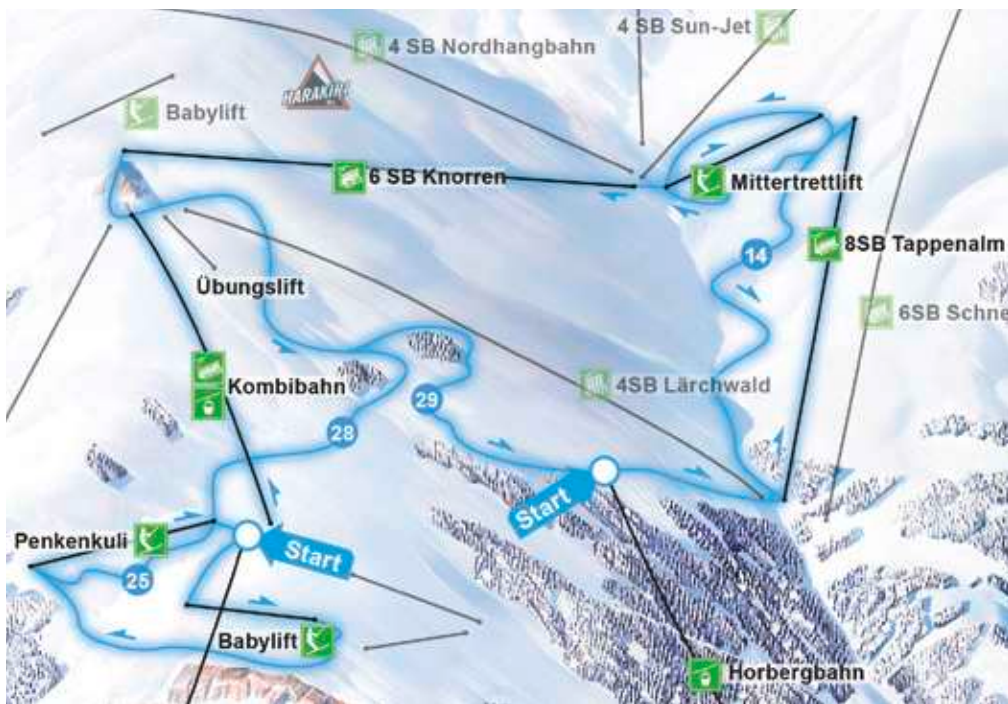 4 SB Sun-Jet
4 SB Nordhangbahn
HARAKIRI
Babylift
6 SB Knorren
Mittertrettlift
14
8SB Tappenalm
Übungslift
6SB Schne
Kombibahn
4SB Lärchwald
29
28
Start
Penkenkuli
Start
25
Babylift
Horbergbahn